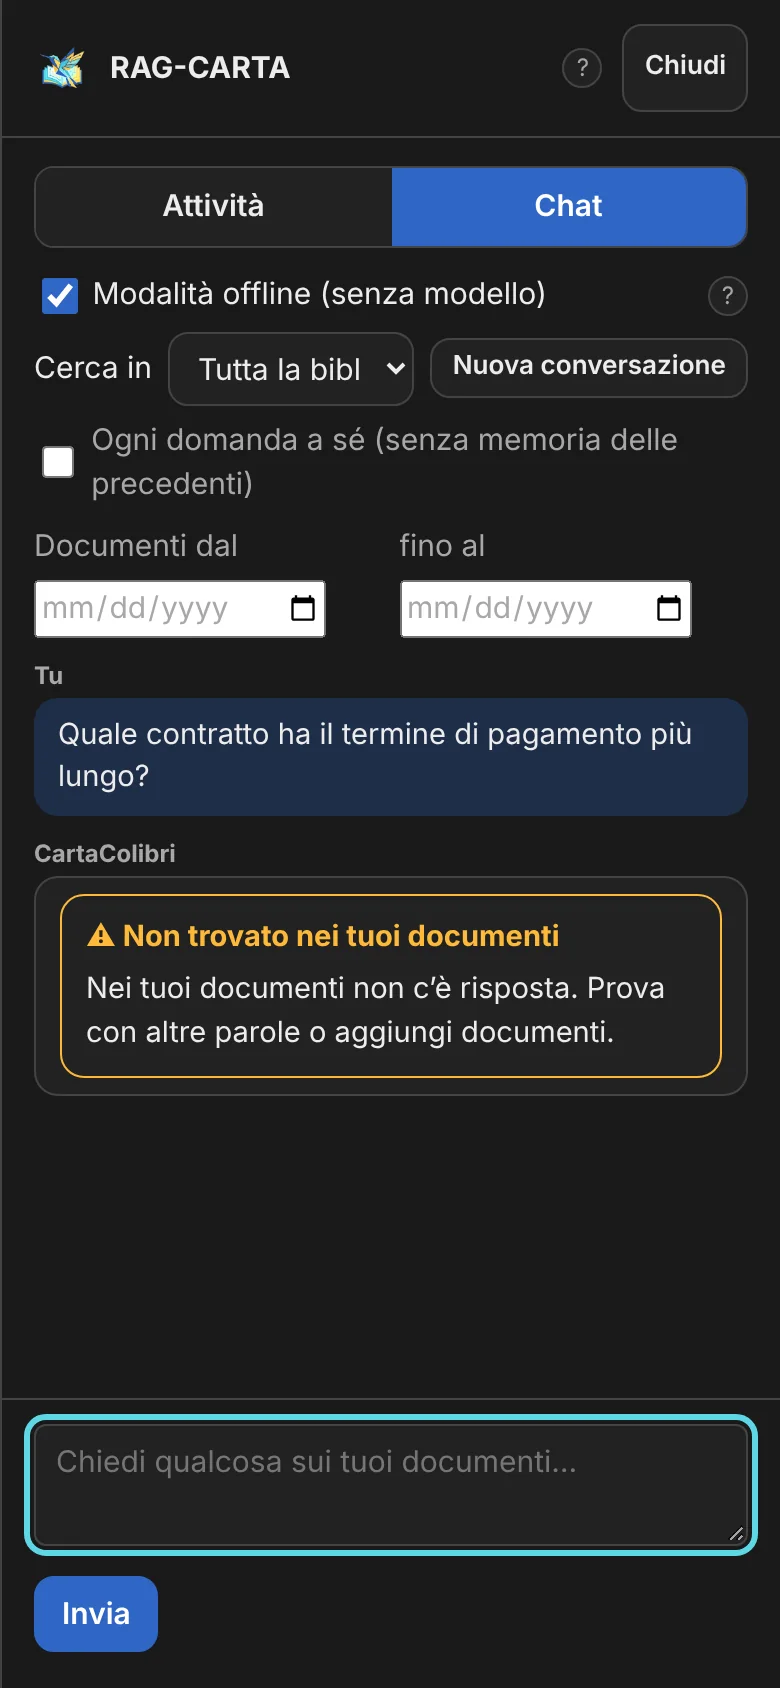 RAG-CARTA
?
Chiudi
Attività
Chat
Modalità offline (senza modello)
?
Cerca in
Tutta la bibl
Nuova conversazione
Ogni domanda a sé (senza memoria delle
precedenti)
Documenti dal
fino al
mm/dd/yyyy
mm/dd/yyyy
Tu
Quale contratto ha il termine di pagamento più
lungo?
CartaColibri
Non trovato nei tuoi documenti
Nei tuoi documenti non c’è risposta. Prova
con altre parole o aggiungi documenti.
Chiedi qualcosa sui tuoi documenti...
Invia